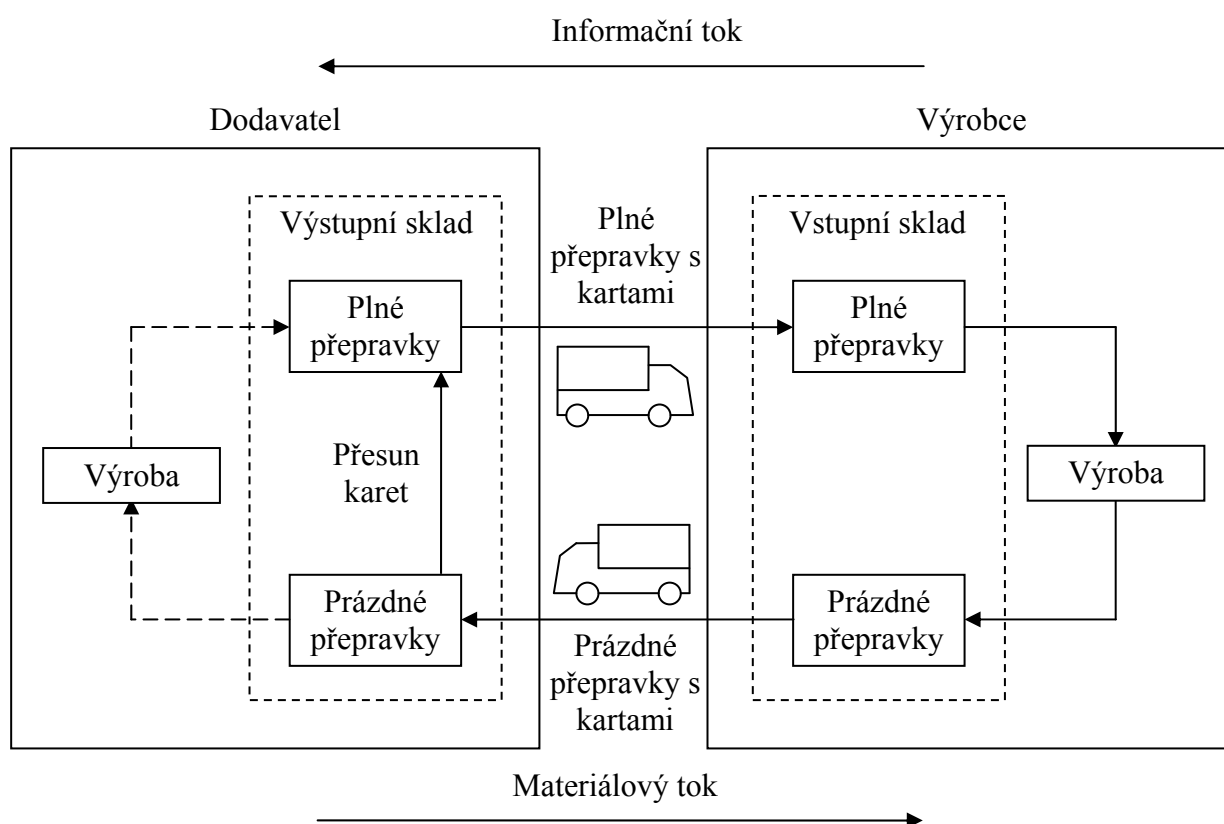 Informační tok
Dodavatel
Výrobce
Výstupní sklad
Plné
přepravky s
kartami
Vstupní sklad
Plné
přepravky
Plné
přepravky
Výroba
Přesun
karet
Výroba
Prázdné
přepravky
Prázdné
přepravky s
kartami
Prázdné
přepravky
Materiálový tok